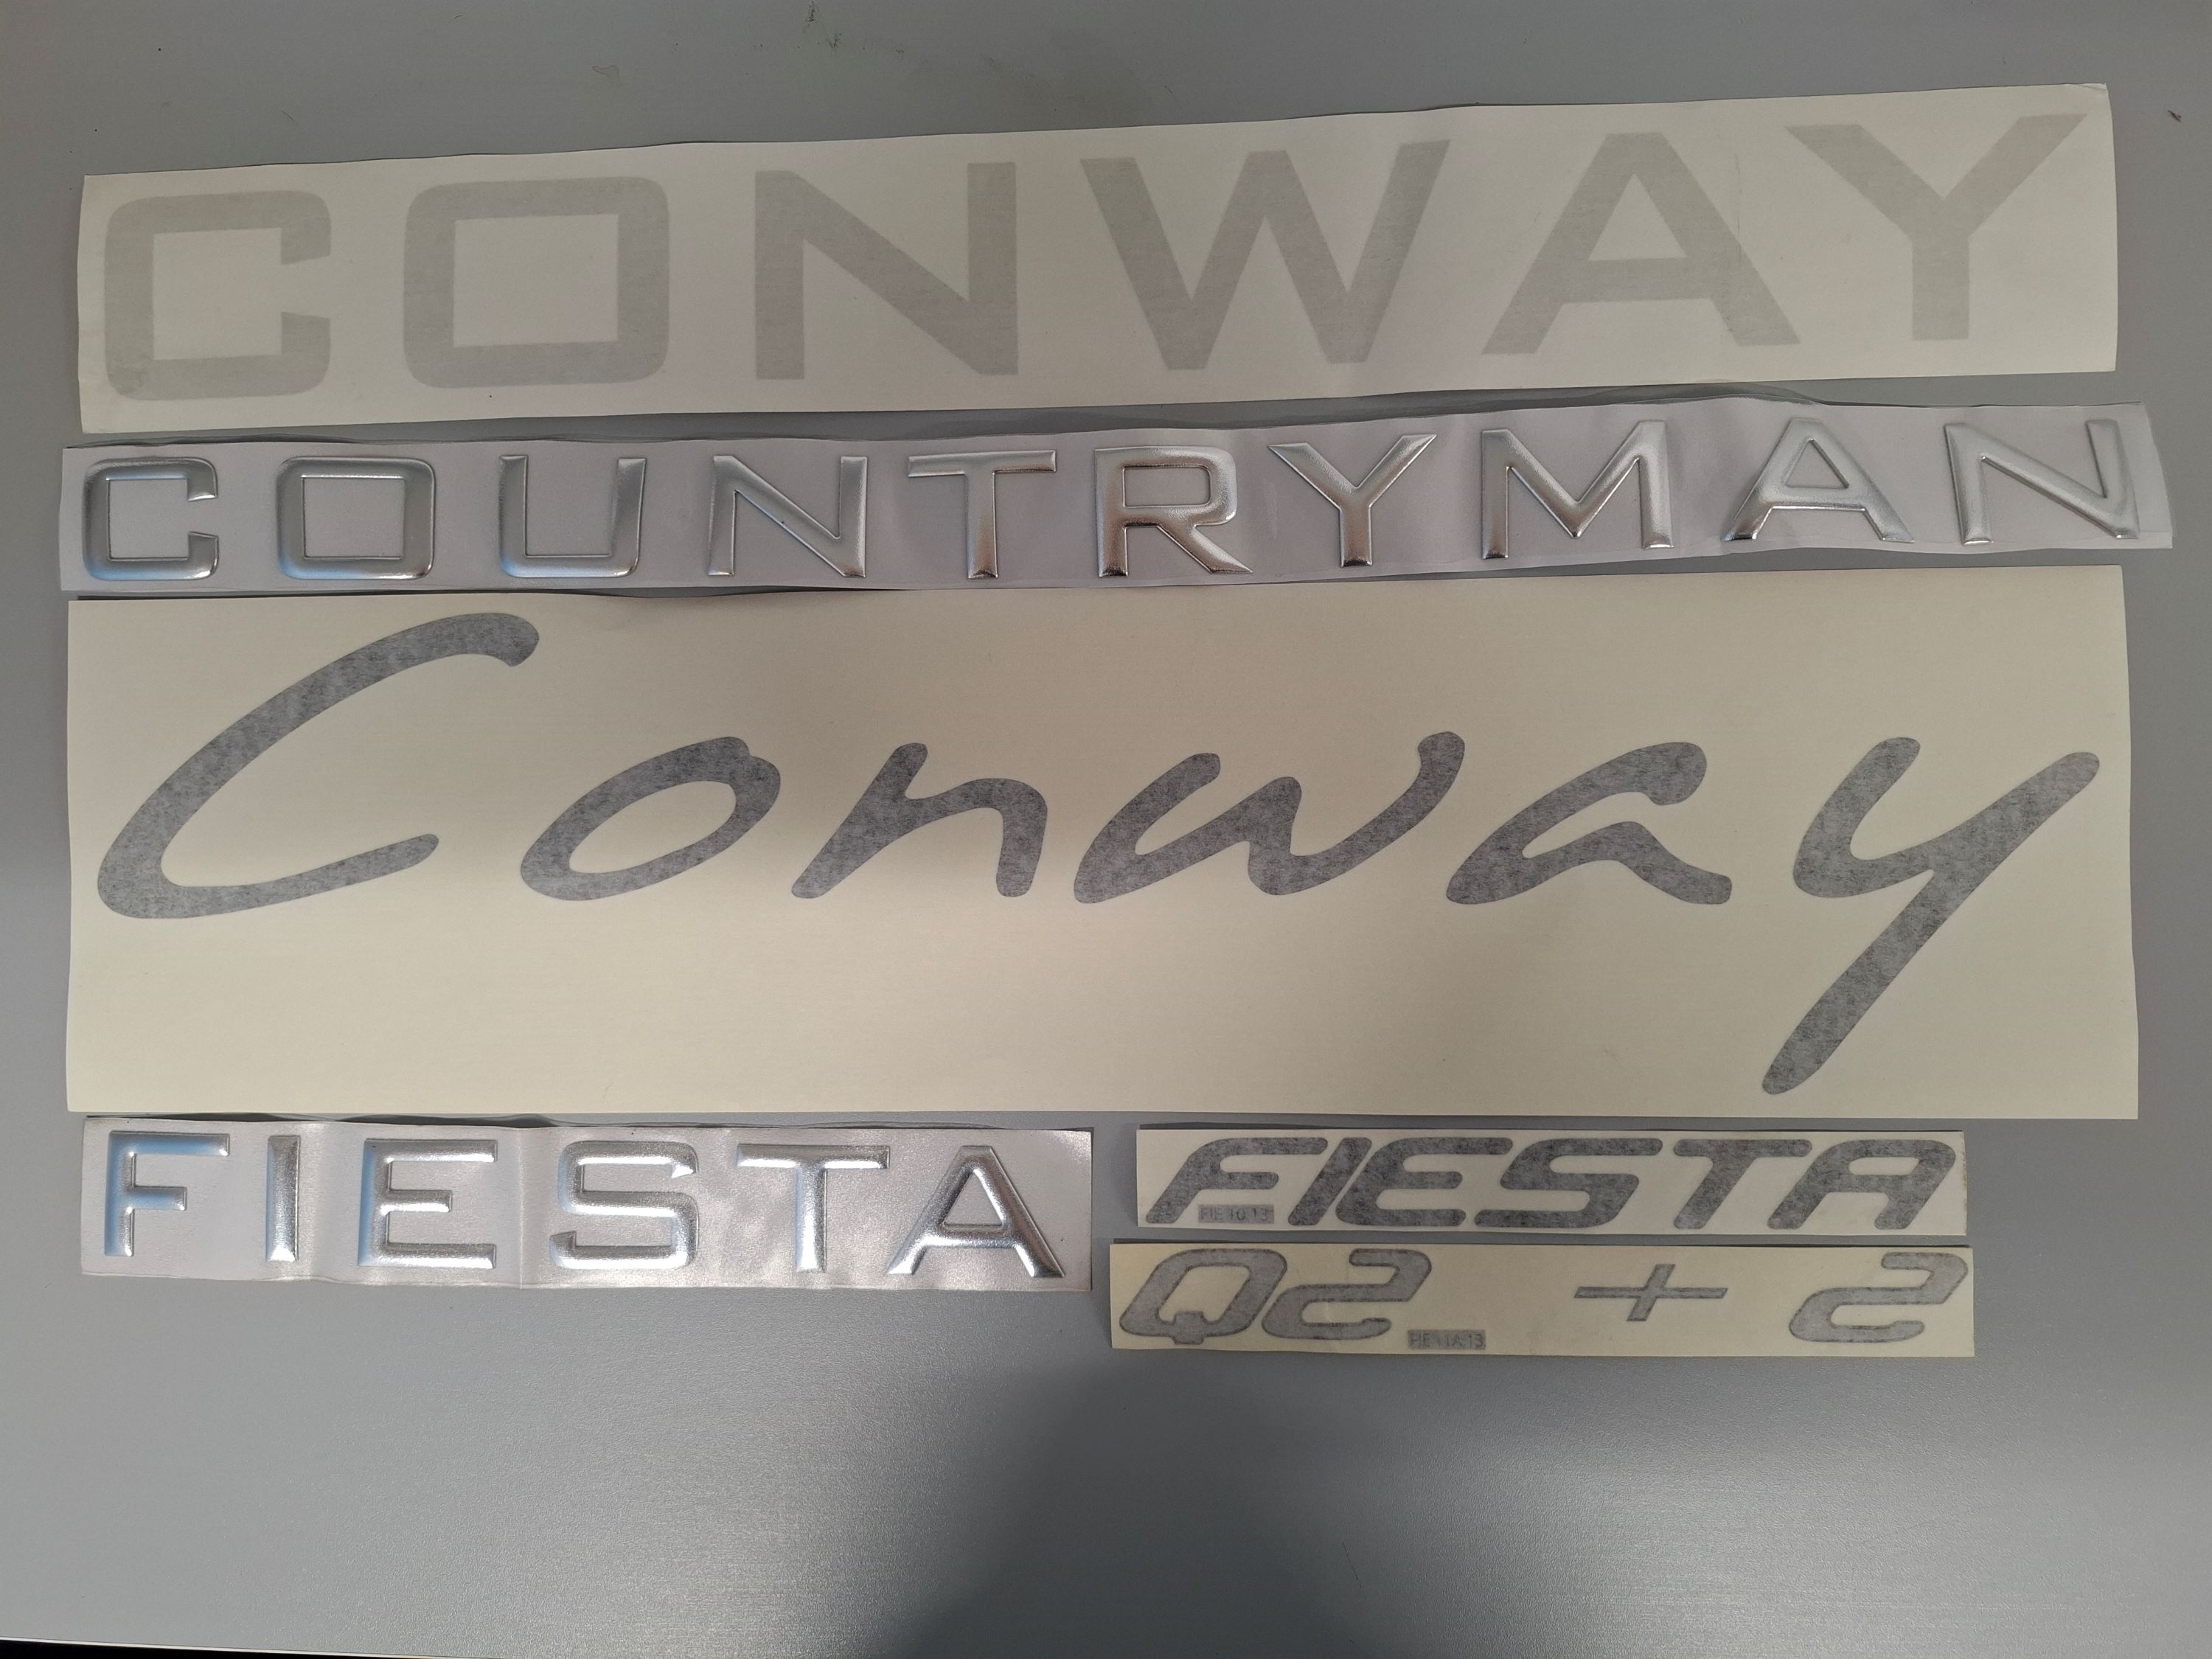 CONWAY
COUNTRYMAN
Conway
FIESTA
FIESTA
Q2 + 2